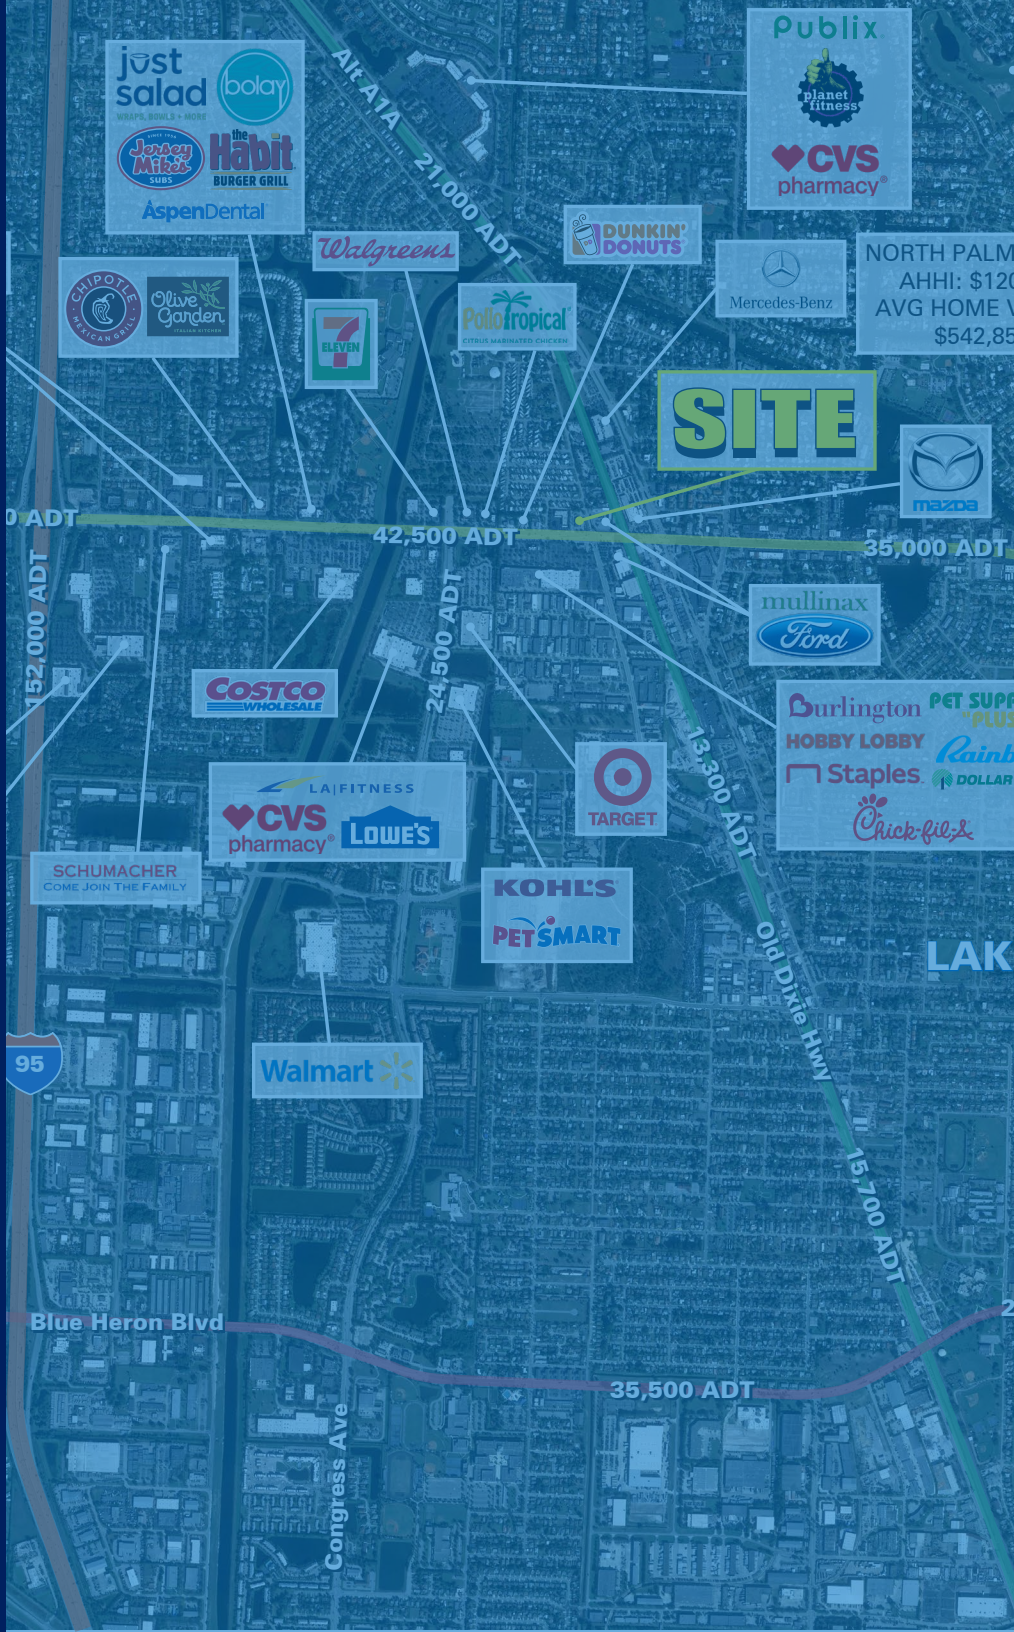 just
salad
WRAPS, BOWLS + MORE
bolay
SINCE 1956
Jersey
Mike's
SUBS
the
Habit
BURGER GRILL
AspenDental
Alt A1A
21,000 ADT
Publix
planet
fitness
CVS
pharmacy®
CHIPOTLE
MEXICAN GRILL
Olive
Garden
ITALIAN KITCHEN
Walgreens
7
ELEVEN
Pollo Tropical
CITRUS MARINATED CHICKEN
DUNKIN'
DONUTS
Mercedes-Benz
NORTH PALM
AHHI: $120
AVG HOME V
$542,85
SITE
mazda
0 ADT
42,500 ADT
35,000 ADT
152,000 ADT
24,500 ADT
mullinax
Ford
COSTCO
WHOLESALE
LA|FITNESS
CVS
pharmacy®
LOWE'S
TARGET
13,300 ADT
Burlington
PET SUPP
"PLUS
HOBBY LOBBY
Rainb
Staples
DOLLAR
Chick-fil-A
SCHUMACHER
COME JOIN THE FAMILY
KOHL'S
PETSMART
Old Dixie Hwy
LAK
95
Walmart
15,700 ADT
Blue Heron Blvd
2
35,500 ADT
Congress Ave